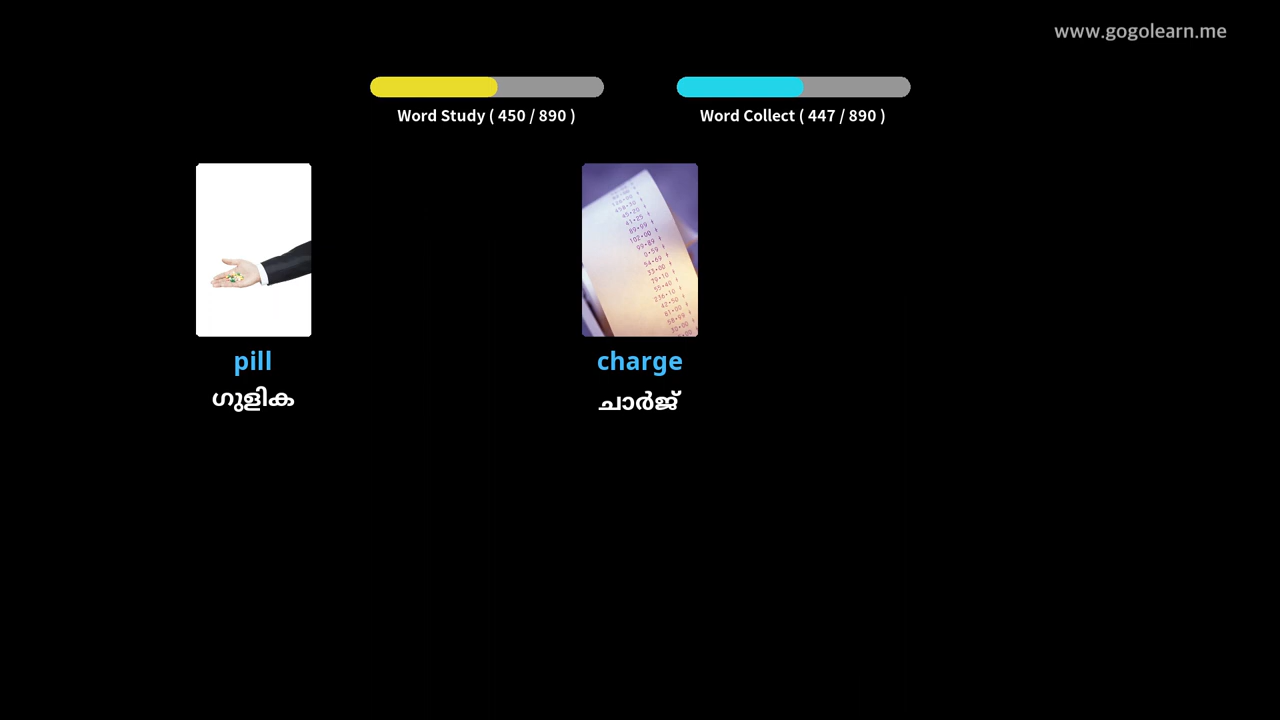 www.gogolearn.me
Word Study ( 450 / 890 )
Word Collect ( 447 / 890 )
pill
ഗുളിക
charge
ചാർജ്